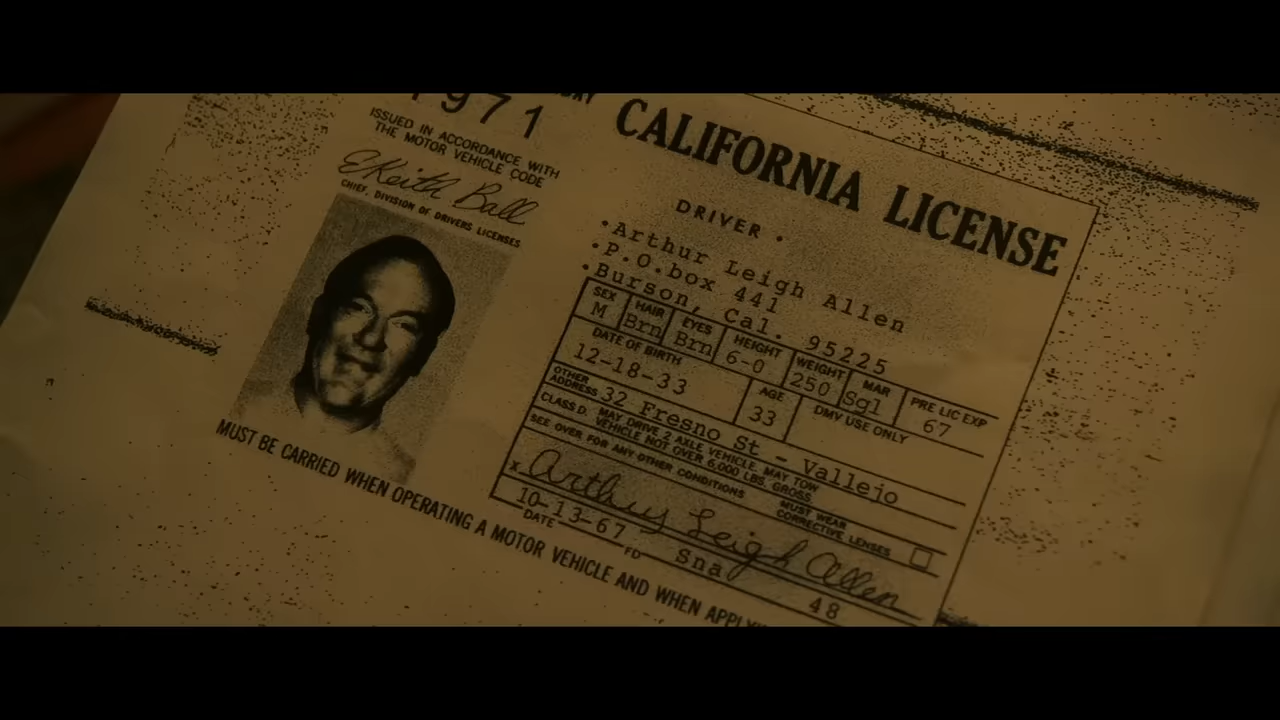 1971
ISSUED IN ACCORDANCE WITH
THE MOTOR VEHICLE CODE
E Keith Ball
CHIEF, DIVISION OF DRIVERS LICENSES
MUST BE CARRIED WHEN OPERATING A MOTOR VEHICLE AND WHEN
CALIFORNIA LICENSE
DRIVER
Arthur Leigh Allen
P.O.box 441
Burson, Cal. 95225
SEX HAIR EYES HEIGHT WEIGHT MAR PRE LIC EXP
M Brn Brn 6-0 250 Sgl 67
DATE OF BIRTH AGE DMV USE ONLY
12-18-33 33
OTHER ADDRESS 32 Fresno St - Vallejo
CLASS D. MAY DRIVE 2 AXLE VEHICLE. MAY TOW
VEHICLE NOT OVER 6,000 LBS. GROSS
SEE OVER FOR ANY OTHER CONDITIONS MUST WEAR
CORRECTIVE LENSES
x Arthur Leigh Allen
10-13-67 Sna 48
DATE FD